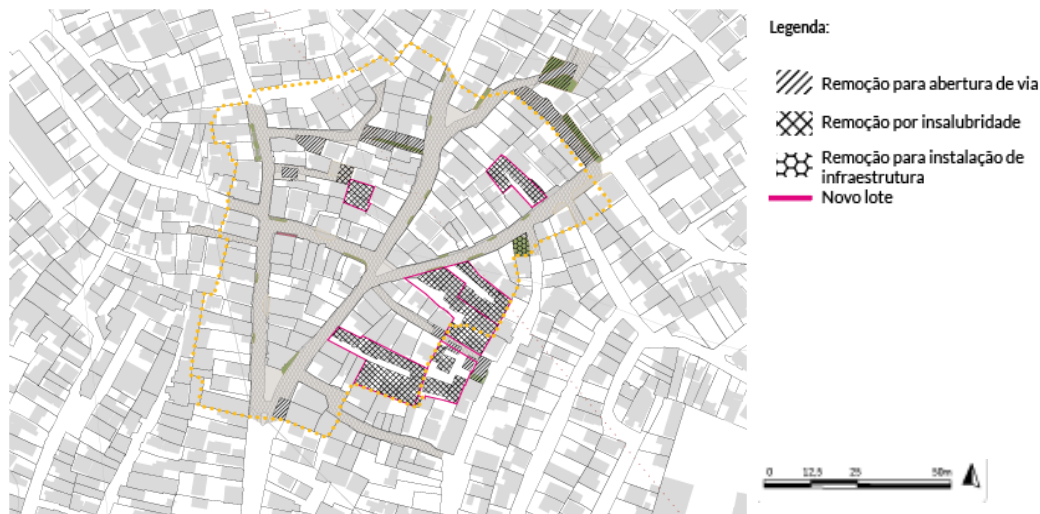 Legenda:
Remoção para abertura de via
Remoção por insalubridade
Remoção para instalação de
infraestrutura
Novo lote
0 12,5 25 50m